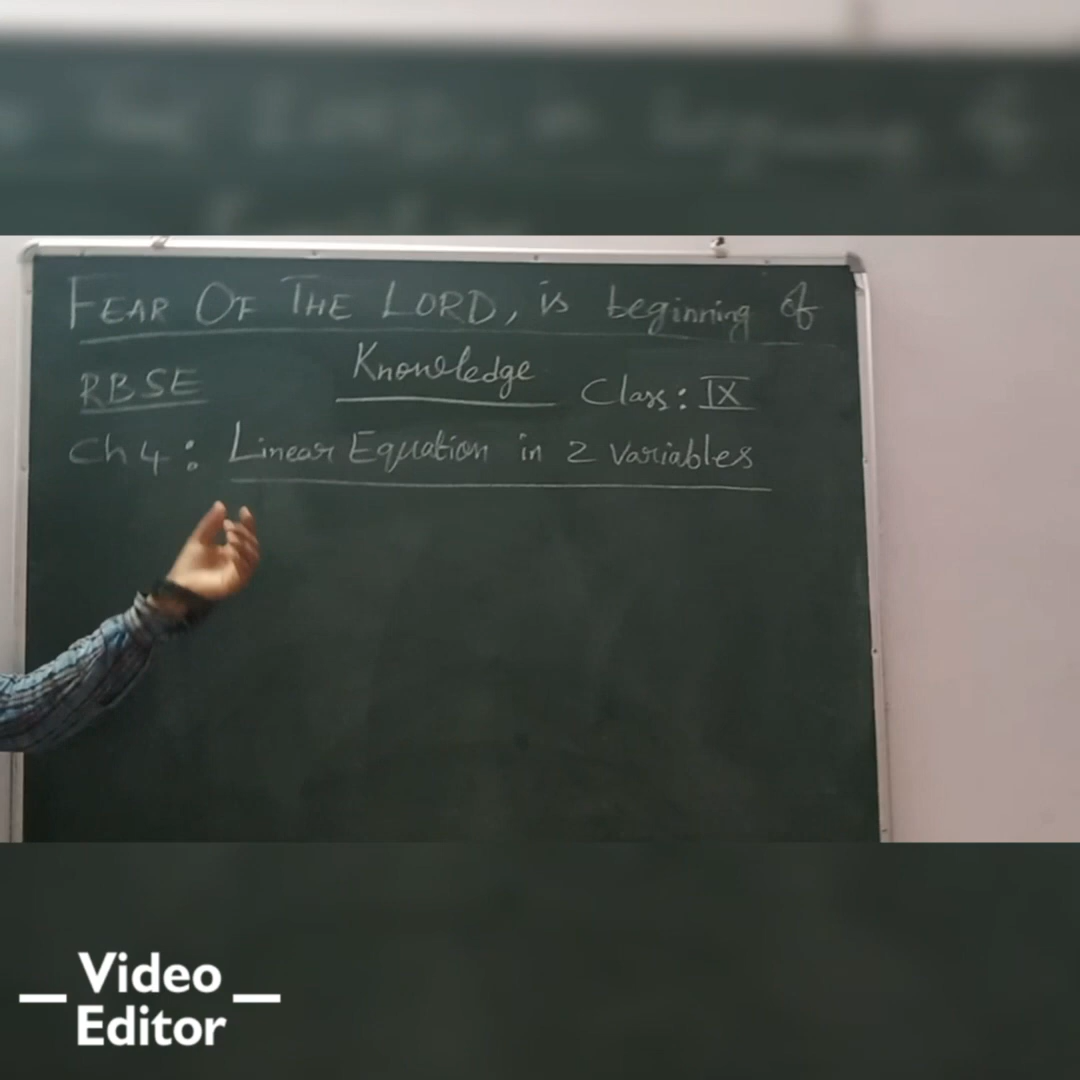 FEAR OF THE LORD, is beginning of
Knowledge
RBSE Class: IX
Ch 4: Linear Equation in 2 Variables
Video
Editor